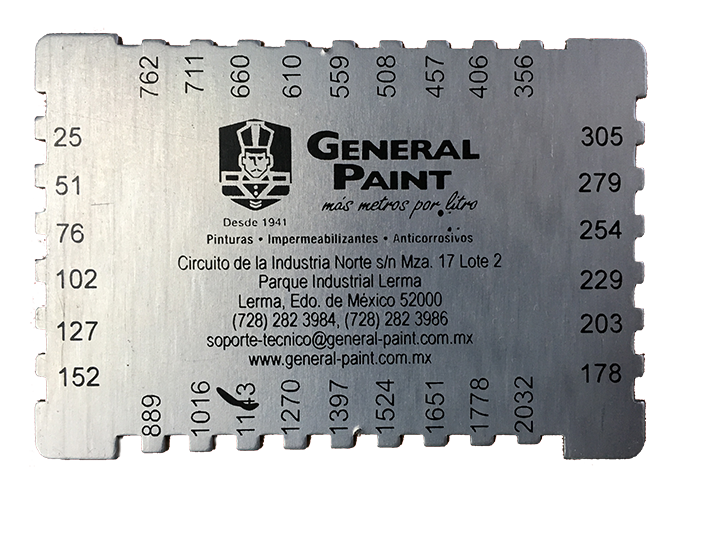 762 711 660 610 559 508 457 406 356
25
51
76
102
127
152
305
279
254
229
203
178
GENERAL
PAINT
más metros por litro
Desde 1941
Pinturas • Impermeabilizantes • Anticorrosivos
Circuito de la Industria Norte s/n Mza. 17 Lote 2
Parque Industrial Lerma
Lerma, Edo. de México 52000
(728) 282 3984, (728) 282 3986
soporte-tecnico@general-paint.com.mx
www.general-paint.com.mx
889 1016 1270 1397 1524 1651 1778 2032